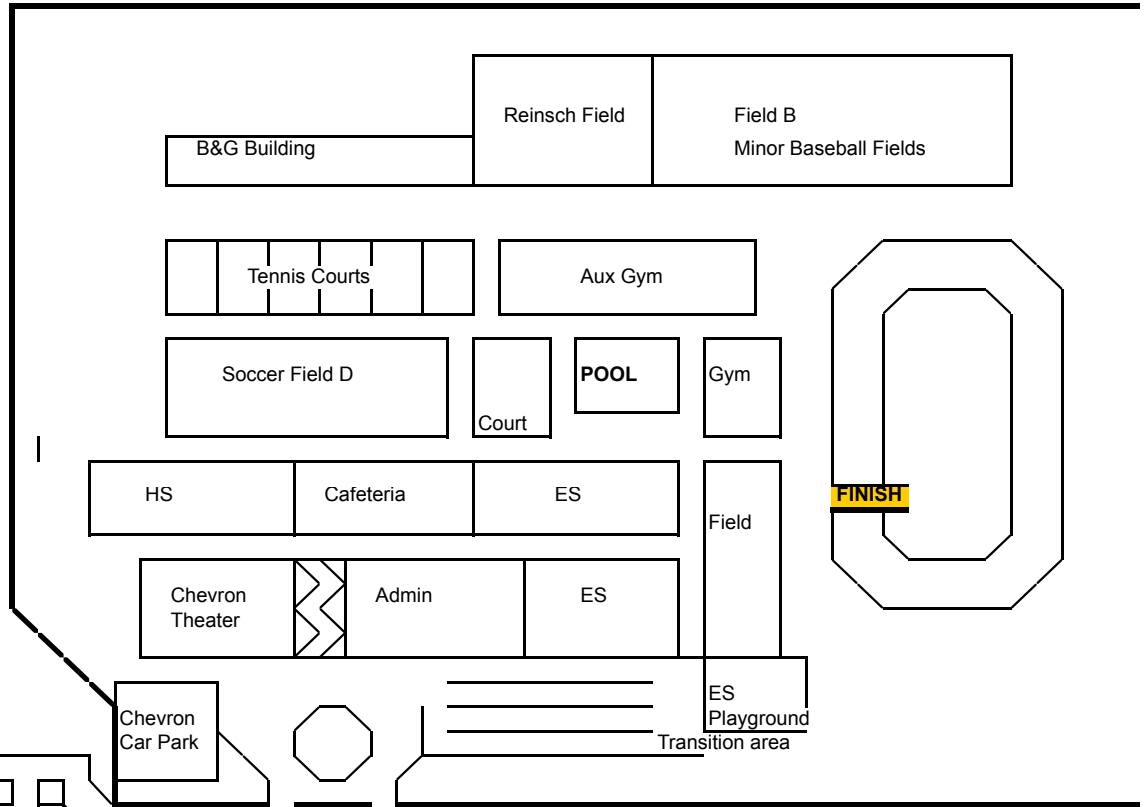 Reinsch Field
Field B
B&G Building
Minor Baseball Fields
Tennis Courts
Aux Gym
Soccer Field D
POOL
Gym
Court
HS
Cafeteria
ES
FINISH
Field
Chevron
Theater
Admin
ES
ES
Playground
Chevron
Car Park
Transition area